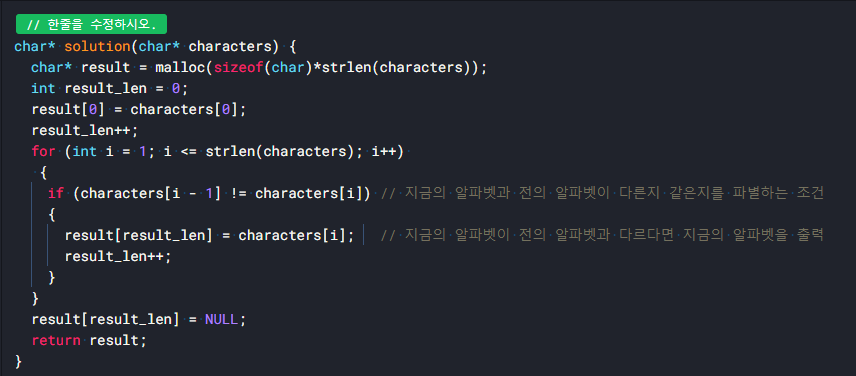 // 한줄을 수정하시오.
char* solution(char* characters) {
  char* result = malloc(sizeof(char)*strlen(characters));
  int result_len = 0;
  result[0] = characters[0];
  result_len++;
  for (int i = 1; i <= strlen(characters); i++)
   {
    if (characters[i - 1] != characters[i]) // 지금의 알파벳과 전의 알파벳이 다른지 같은지를 파별하는 조건
    {
      result[result_len] = characters[i];   // 지금의 알파벳이 전의 알파벳과 다르다면 지금의 알파벳을 출력
      result_len++;
    }
  }
  result[result_len] = NULL;
  return result;
}